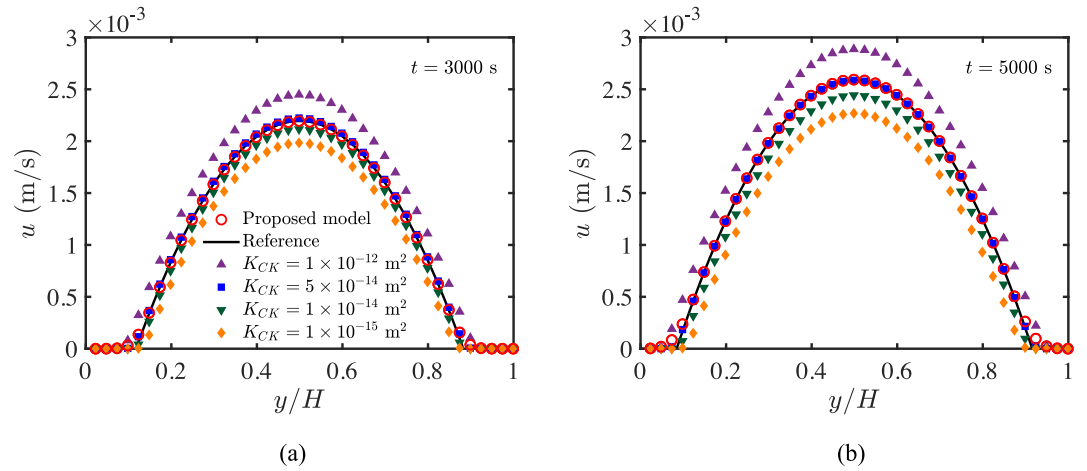 ×10⁻³
3
2.5
2
1.5
1
0.5
0
u (m/s)
t = 3000 s
Proposed model
Reference
K_CK = 1 × 10⁻¹² m²
K_CK = 5 × 10⁻¹⁴ m²
K_CK = 1 × 10⁻¹⁴ m²
K_CK = 1 × 10⁻¹⁵ m²
0 0.2 0.4 0.6 0.8 1
y/H
(a)
×10⁻³
3
2.5
2
1.5
1
0.5
0
u (m/s)
t = 5000 s
0 0.2 0.4 0.6 0.8 1
y/H
(b)